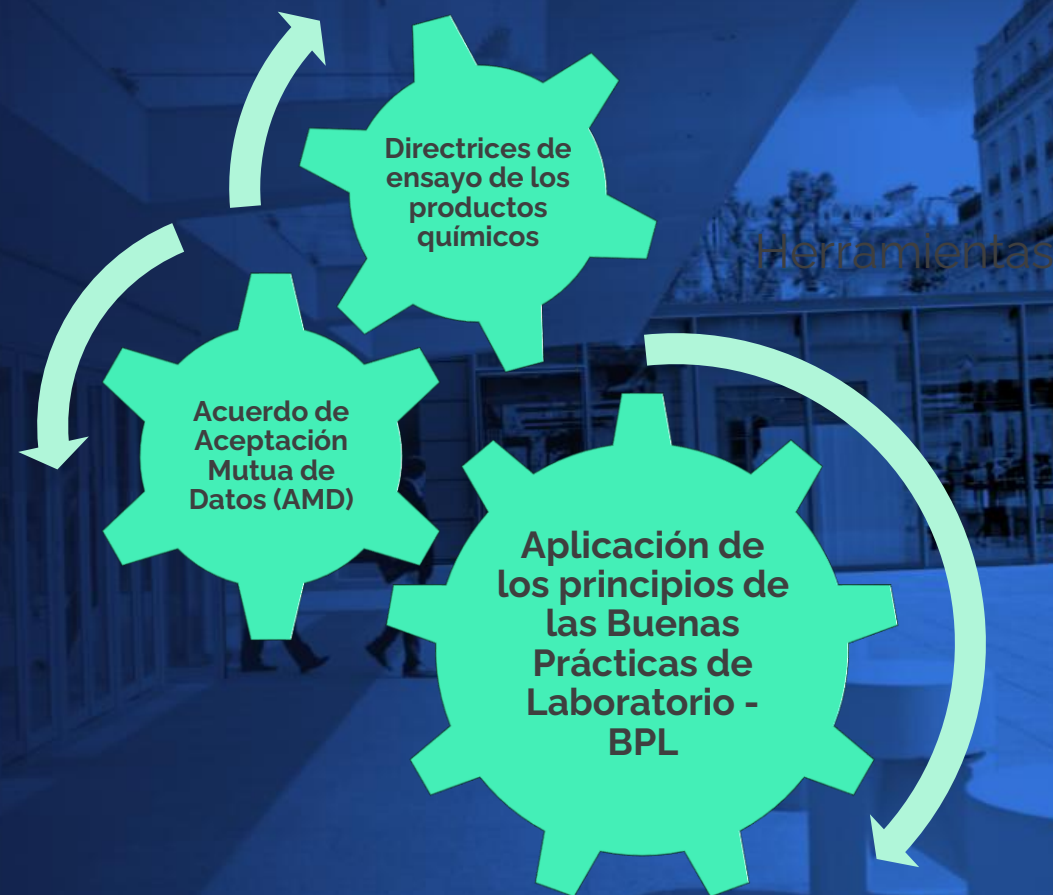 Directrices de
ensayo de los
productos
químicos
Herramientas
Acuerdo de
Aceptación
Mutua de
Datos (AMD)
Aplicación de
los principios de
las Buenas
Prácticas de
Laboratorio -
BPL